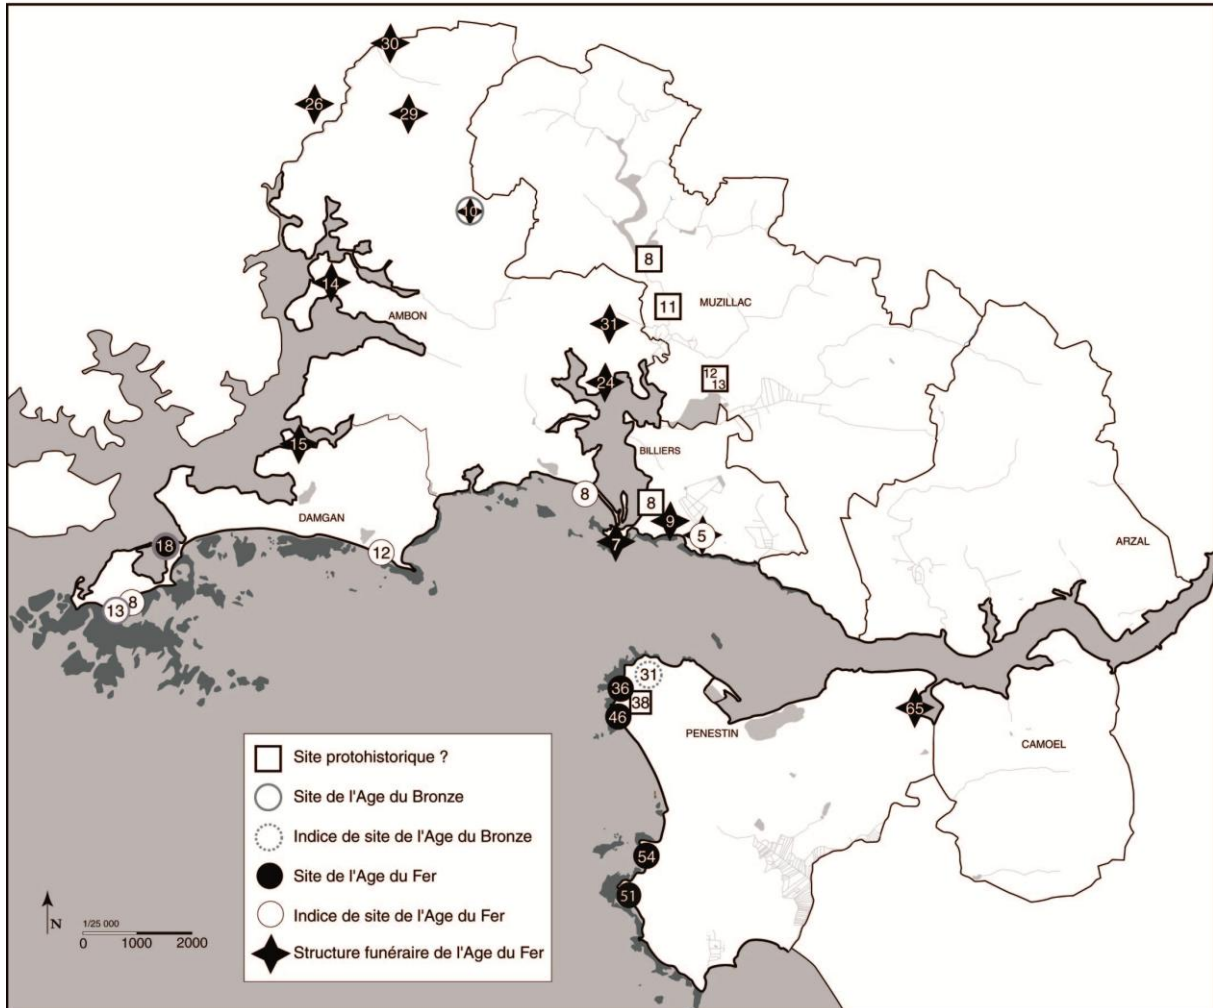 30
26
29
10
8
14
11
MUZILLAC
AMBON
31
12
13
24
15
BILLIERS
8
8
DAMGAN
9
5
7
18
12
ARZAL
13
8
31
36
38
46
65
PENESTIN
CAMOEL
Site protohistorique ?
Site de l'Age du Bronze
Indice de site de l'Age du Bronze
54
Site de l'Age du Fer
51
Indice de site de l'Age du Fer
N
1/25 000
0 1000 2000
Structure funéraire de l'Age du Fer